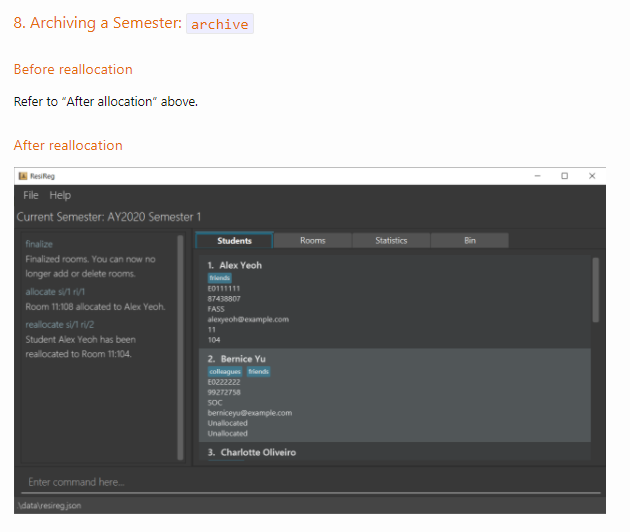 8. Archiving a Semester: archive
Before reallocation
Refer to “After allocation” above.
After reallocation
ResiReg
File Help
Current Semester: AY2020 Semester 1
finalize
Finalized rooms. You can now no
longer add or delete rooms.
allocate si/1 ri/1
Room 11:108 allocated to Alex Yeoh.
reallocate si/1 ri/2
Student Alex Yeoh has been
reallocated to Room 11:104.
Students Rooms Statistics Bin
1. Alex Yeoh
friends
E0111111
87438807
FASS
alexyeoh@example.com
11
104
2. Bernice Yu
colleagues friends
E0222222
99272758
SOC
berniceyu@example.com
Unallocated
Unallocated
3. Charlotte Oliveiro
Enter command here...
.\data\resireg.json